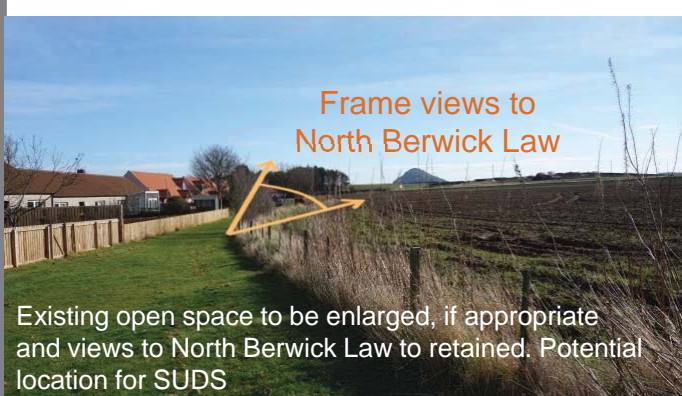 Frame views to
North Berwick Law
Existing open space to be enlarged, if appropriate
and views to North Berwick Law to retained. Potential
location for SUDS